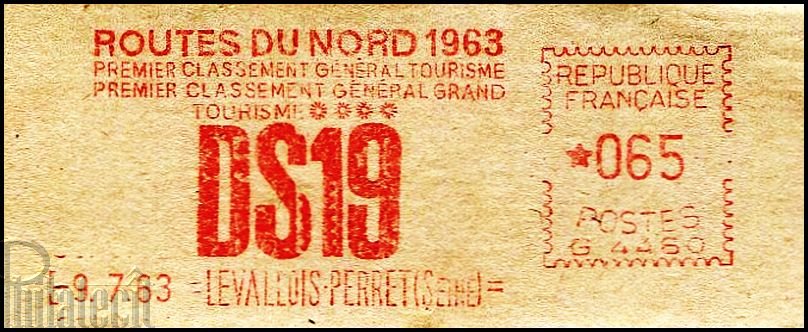 ROUTES DU NORD 1963
PREMIER CLASSEMENT GÉNÉRAL TOURISME
PREMIER CLASSEMENT GÉNÉRAL GRAND
TOURISME ****
DS19
-9.7.63 =LEVALLOIS-PERRET(SEINE)=
REPUBLIQUE
FRANÇAISE
*065
POSTES
G 4460